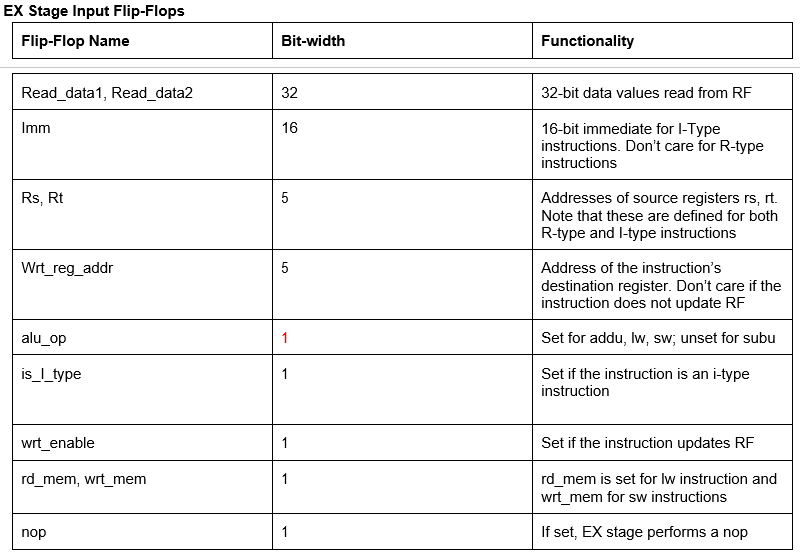 EX Stage Input Flip-Flops
Flip-Flop Name Bit-width Functionality
Read_data1, Read_data2 32 32-bit data values read from RF
Imm 16 16-bit immediate for I-Type
instructions. Don't care for R-type
instructions
Rs, Rt 5 Addresses of source registers rs, rt.
Note that these are defined for both
R-type and I-type instructions
Wrt_reg_addr 5 Address of the instruction's
destination register. Don't care if the
instruction does not update RF
alu_op 1 Set for addu, lw, sw; unset for subu
is_I_type 1 Set if the instruction is an i-type
instruction
wrt_enable 1 Set if the instruction updates RF
rd_mem, wrt_mem 1 rd_mem is set for lw instruction and
wrt_mem for sw instructions
nop 1 If set, EX stage performs a nop